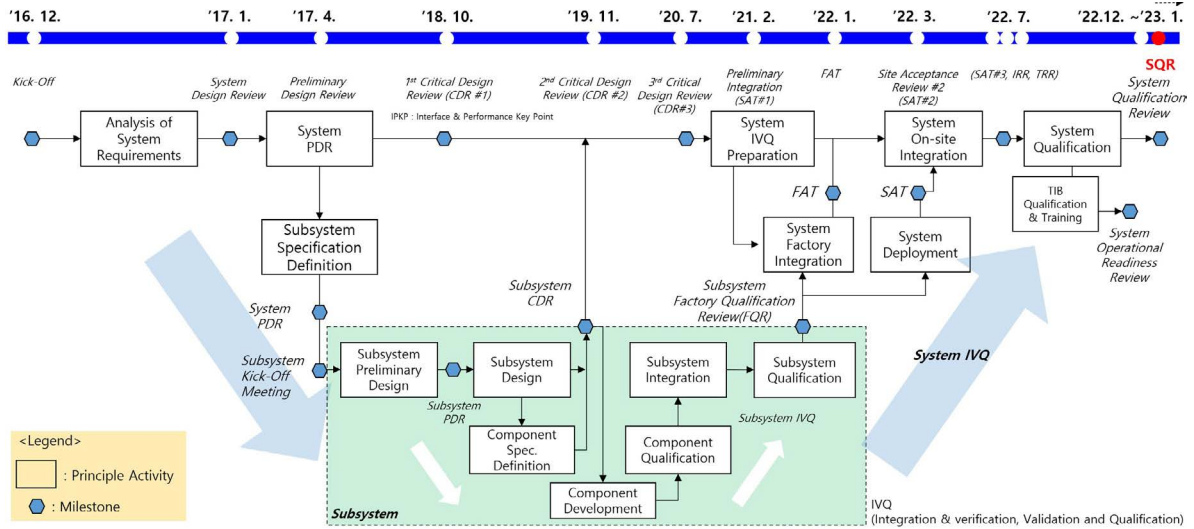 ’16. 12.
’17. 1.
’17. 4.
’18. 10.
’19. 11.
’20. 7.
’21. 2.
’22. 1.
’22. 3.
’22. 7.
’22.12. ~’23. 1.
SQR
Kick-Off
System
Design Review
Preliminary
Design Review
1st Critical Design
Review (CDR #1)
IPKP : Interface & Performance Key Point
2nd Critical Design
Review (CDR #2)
3rd Critical
Design Review
(CDR#3)
Preliminary
Integration
(SAT#1)
FAT
Site Acceptance
Review #2
(SAT#2)
(SAT#3, IRR, TRR)
System
Qualification
Review
Analysis of
System
Requirements
System
PDR
System
IVQ
Preparation
System
On-site
Integration
System
Qualification
TIB
Qualification
& Training
FAT
SAT
Subsystem
Specification
Definition
System
Factory
Integration
System
Deployment
System
Operational
Readiness
Review
System
PDR
Subsystem
CDR
Subsystem
Factory Qualification
Review(FQR)
Subsystem
Kick-Off
Meeting
Subsystem
Preliminary
Design
Subsystem
PDR
Subsystem
Design
Subsystem
Integration
Subsystem
Qualification
System IVQ
Component
Spec.
Definition
Component
Qualification
Subsystem IVQ
Component
Development
Subsystem
<Legend>
: Principle Activity
: Milestone
IVQ
(Integration & verification, Validation and Qualification)